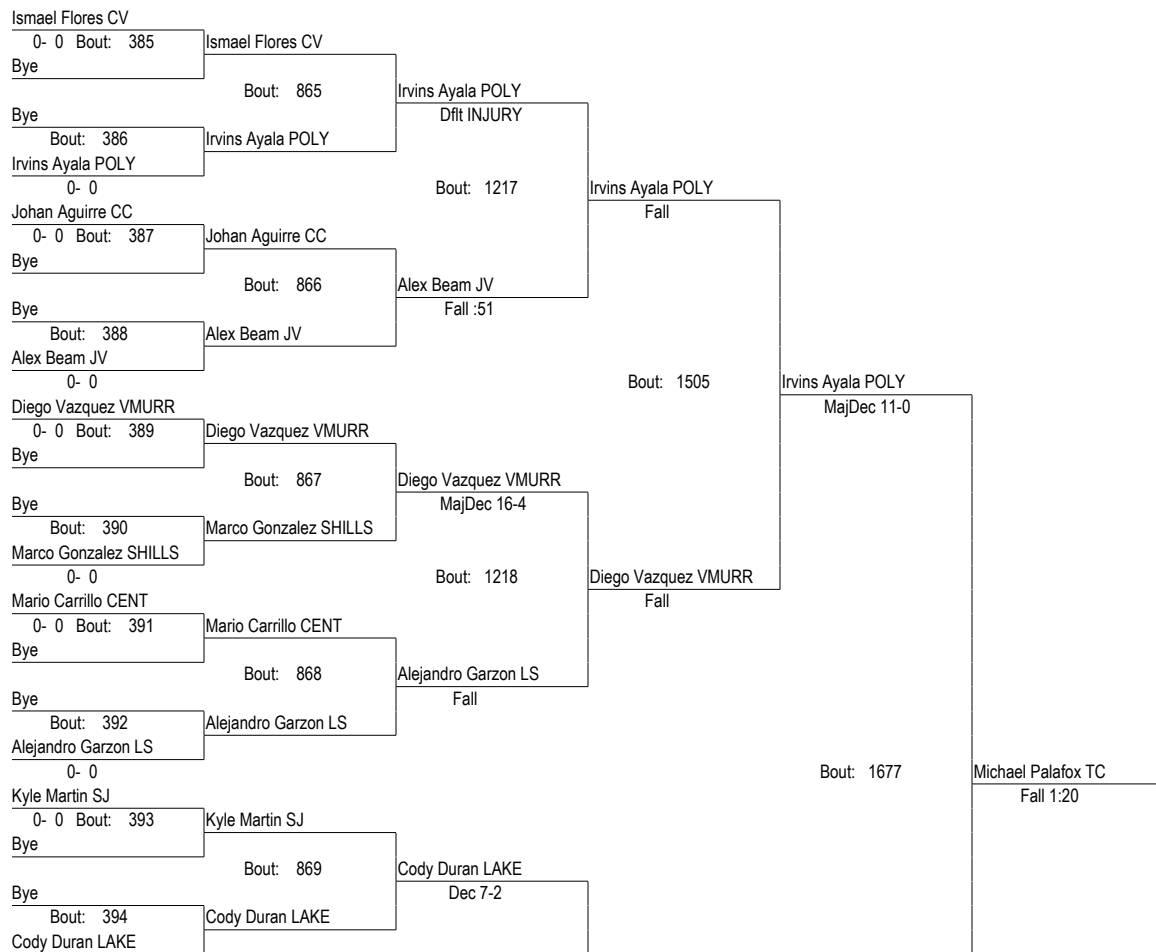 Ismael Flores CV
0- 0 Bout: 385 Ismael Flores CV
Bye
Bout: 865 Irvins Ayala POLY
Bye Dflt INJURY
Bout: 386 Irvins Ayala POLY
Irvins Ayala POLY
0- 0 Bout: 1217 Irvins Ayala POLY
Johan Aguirre CC Fall
0- 0 Bout: 387 Johan Aguirre CC
Bye
Bout: 866 Alex Beam JV
Bye Fall :51
Bout: 388 Alex Beam JV
Alex Beam JV
0- 0 Bout: 1505 Irvins Ayala POLY
Diego Vazquez VMURR MajDec 11-0
0- 0 Bout: 389 Diego Vazquez VMURR
Bye
Bout: 867 Diego Vazquez VMURR
Bye MajDec 16-4
Bout: 390 Marco Gonzalez SHILLS
Marco Gonzalez SHILLS
0- 0 Bout: 1218 Diego Vazquez VMURR
Mario Carrillo CENT Fall
0- 0 Bout: 391 Mario Carrillo CENT
Bye
Bout: 868 Alejandro Garzon LS
Bye Fall
Bout: 392 Alejandro Garzon LS
Alejandro Garzon LS
0- 0 Bout: 1677 Michael Palafox TC
Kyle Martin SJ Fall 1:20
0- 0 Bout: 393 Kyle Martin SJ
Bye
Bout: 869 Cody Duran LAKE
Bye Dec 7-2
Bout: 394 Cody Duran LAKE
Cody Duran LAKE